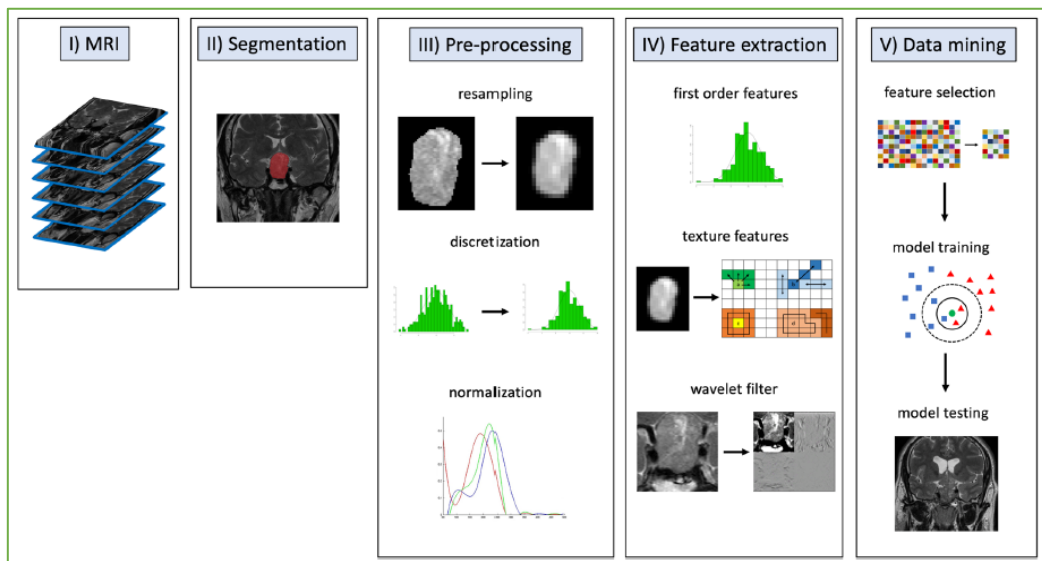 I) MRI
II) Segmentation
III) Pre-processing
resampling
discretization
normalization
IV) Feature extraction
first order features
texture features
wavelet filter
V) Data mining
feature selection
model training
model testing